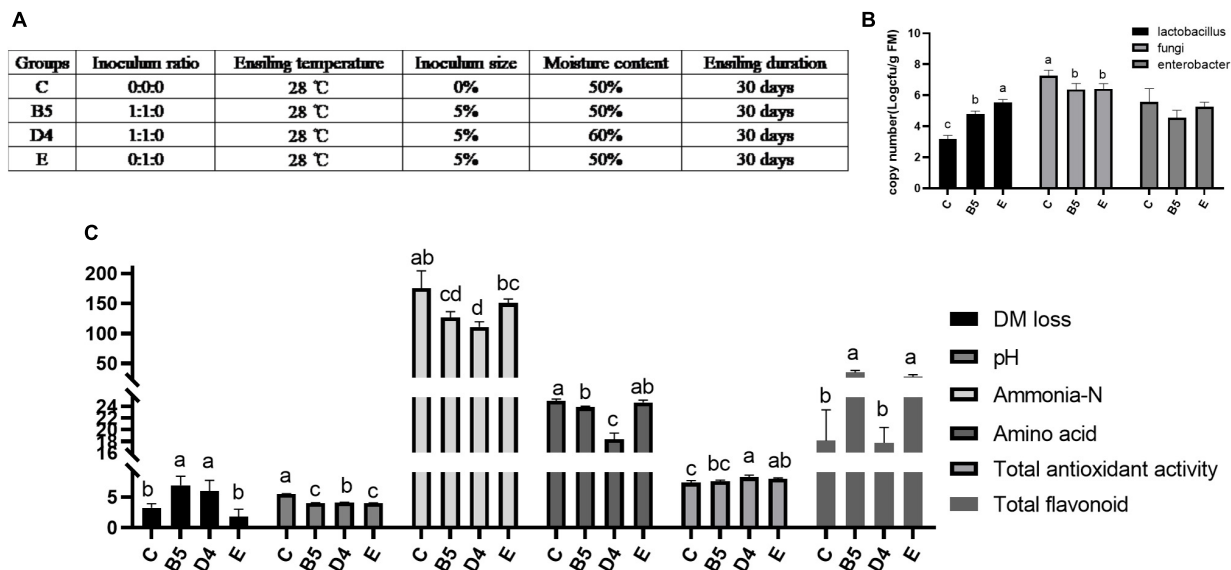 A
Groups Inoculum ratio Ensiling temperature Inoculum size Moisture content Ensiling duration
C 0:0:0 28 ℃ 0% 50% 30 days
B5 1:1:0 28 ℃ 5% 50% 30 days
D4 1:1:0 28 ℃ 5% 60% 30 days
E 0:1:0 28 ℃ 5% 50% 30 days
B
lactobacillus
fungi
enterobacter
copy number(Logcfu/g FM)
10
8
6
4
2
0
c b a a b b
C B5 E C B5 E C B5 E
C
200
150
100
50
24
22
20
18
16
5
0
b a a b a c b c ab cd d bc a b c ab c bc a ab b a b a
C B5 D4 E C B5 D4 E C B5 D4 E C B5 D4 E C B5 D4 E C B5 D4 E
DM loss
pH
Ammonia-N
Amino acid
Total antioxidant activity
Total flavonoid